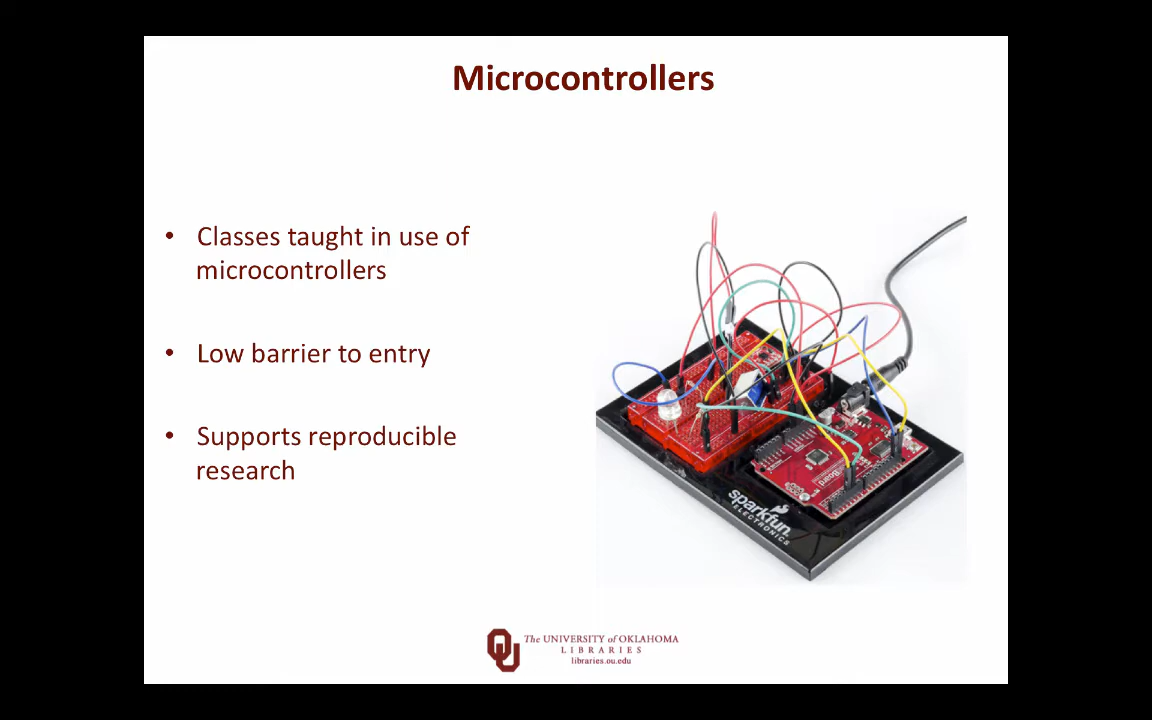 Microcontrollers
• Classes taught in use of
microcontrollers
• Low barrier to entry
• Supports reproducible
research
sparkfun
ELECTRONICS
OU
The UNIVERSITY of OKLAHOMA
LIBRARIES
libraries.ou.edu